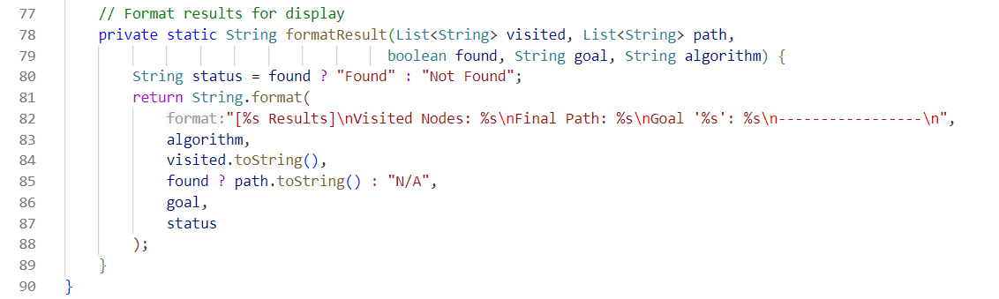 77 // Format results for display
78 private static String formatResult(List<String> visited, List<String> path,
79 boolean found, String goal, String algorithm) {
80 String status = found ? "Found" : "Not Found";
81 return String.format(
82 format:"[%s Results]\nVisited Nodes: %s\nFinal Path: %s\nGoal '%s': %s\n-----------------\n",
83 algorithm,
84 visited.toString(),
85 found ? path.toString() : "N/A",
86 goal,
87 status
88 );
89 }
90 }